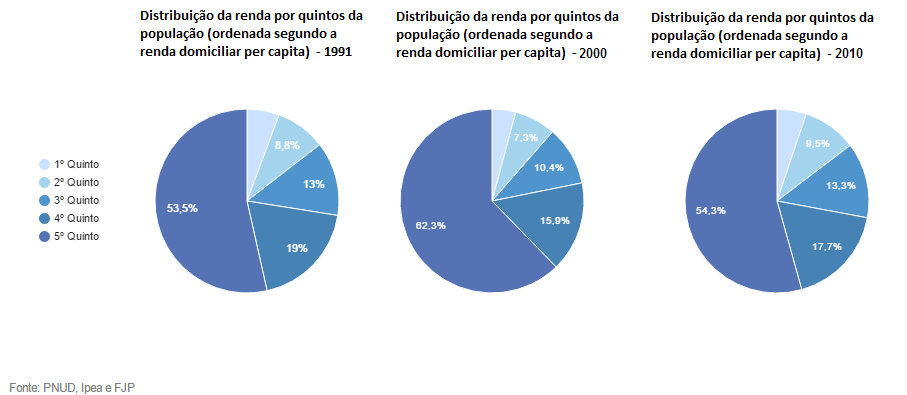 Distribuição da renda por quintos da
população (ordenada segundo a
renda domiciliar per capita)  - 1991
Distribuição da renda por quintos da
população (ordenada segundo a
renda domiciliar per capita)  - 2000
Distribuição da renda por quintos da
população (ordenada segundo a
renda domiciliar per capita)  - 2010
1º Quinto
2º Quinto
3º Quinto
4º Quinto
5º Quinto
8,8%
13%
19%
53,5%
7,3%
10,4%
15,9%
62,3%
9,5%
13,3%
17,7%
54,3%
Fonte: PNUD, Ipea e FJP